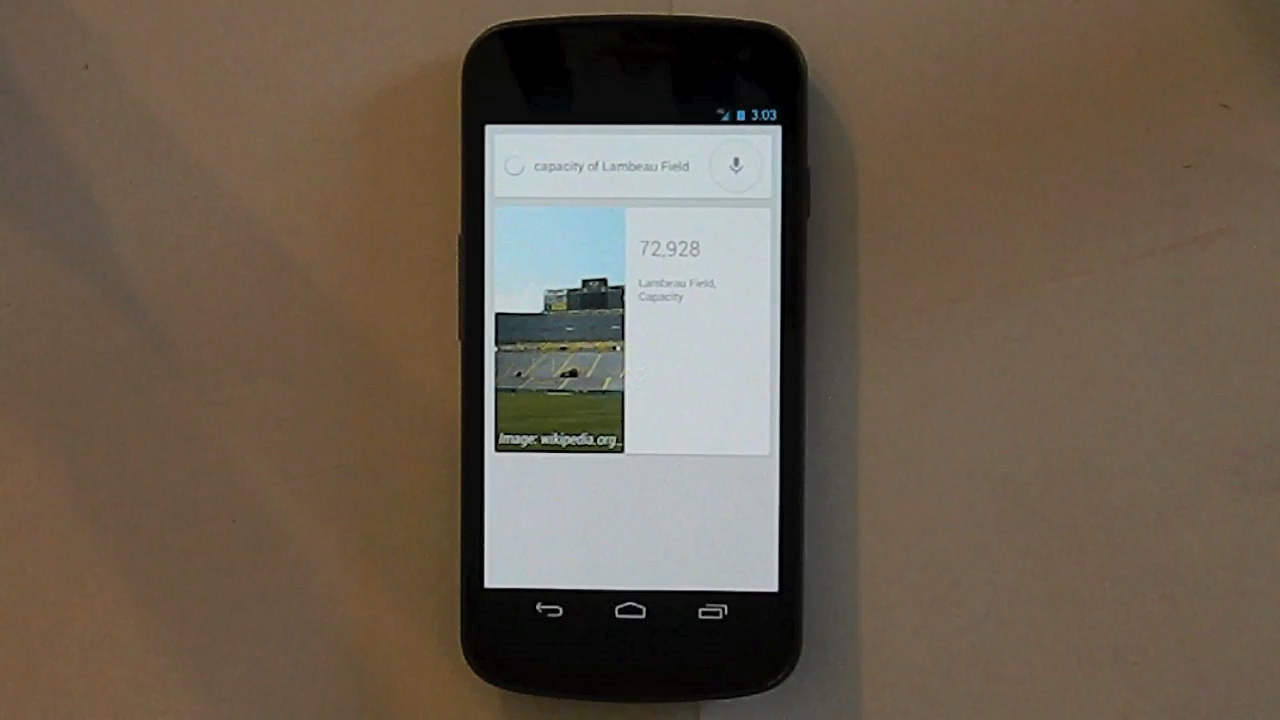 3:03
capacity of Lambeau Field
72,928
Lambeau Field,
Capacity
Image: wikipedia.org